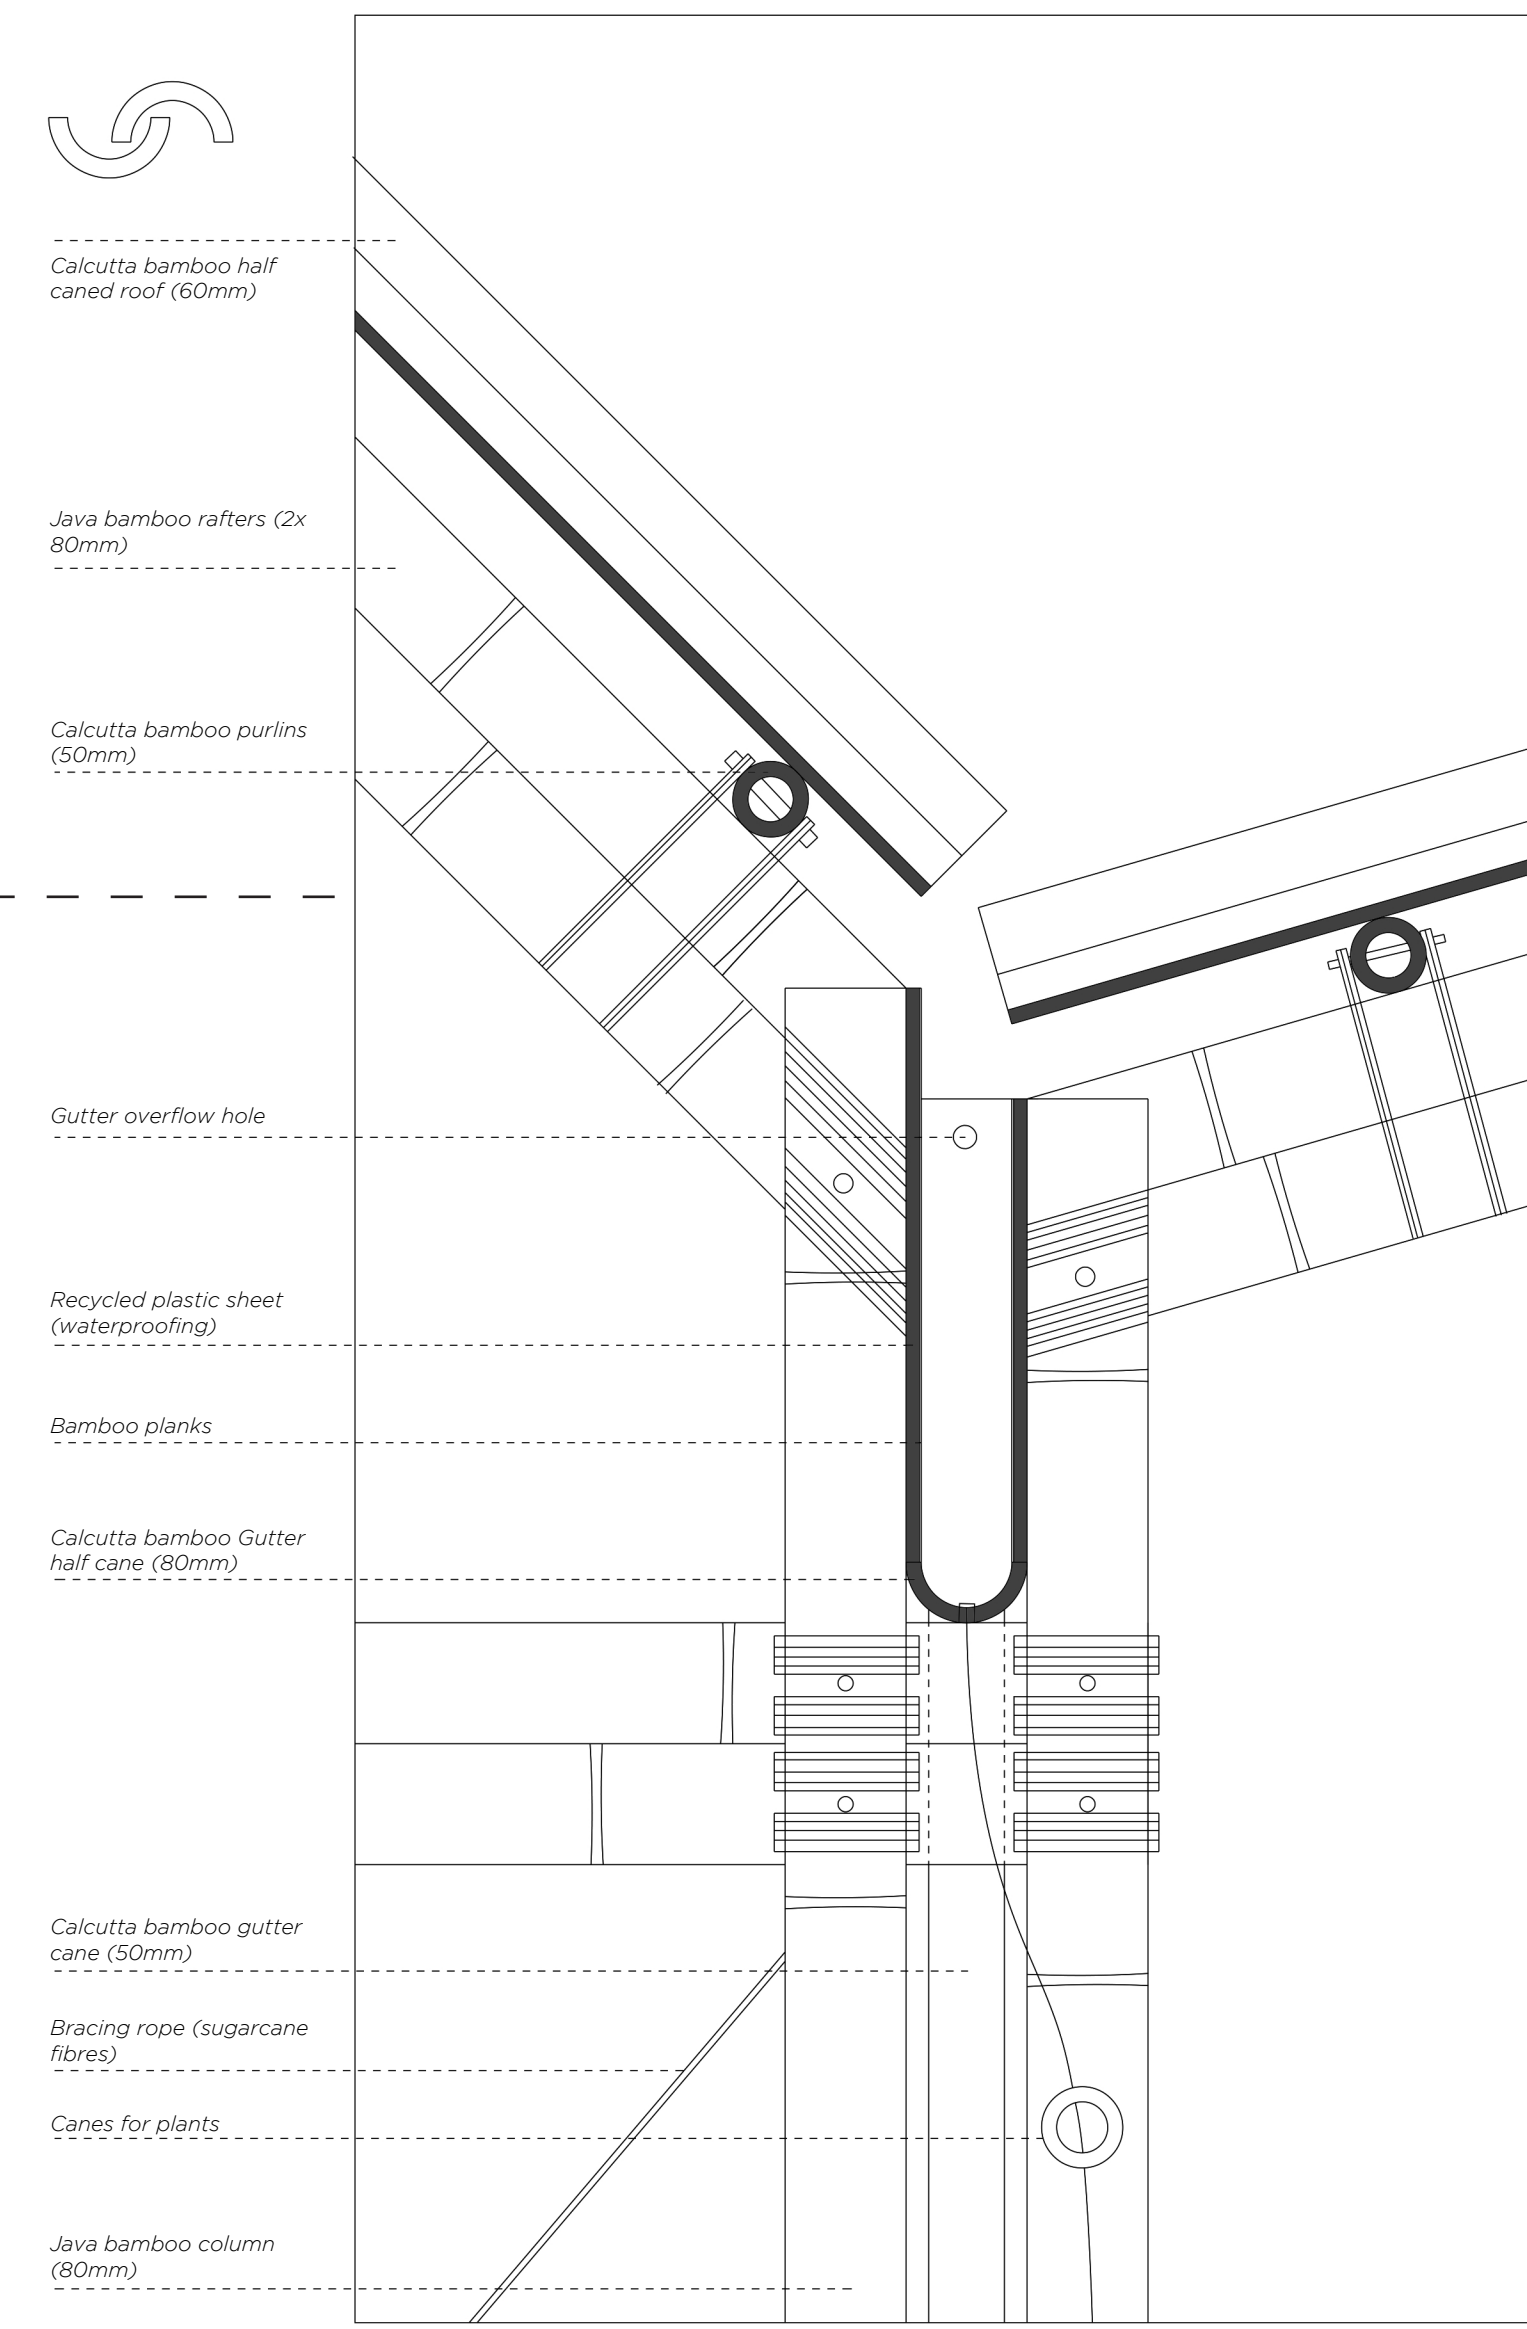 Calcutta bamboo half
caned roof (60mm)
Java bamboo rafters (2x
80mm)
Calcutta bamboo purlins
(50mm)
Gutter overflow hole
Recycled plastic sheet
(waterproofing)
Bamboo planks
Calcutta bamboo Gutter
half cane (80mm)
Calcutta bamboo gutter
cane (50mm)
Bracing rope (sugarcane
fibres)
Canes for plants
Java bamboo column
(80mm)